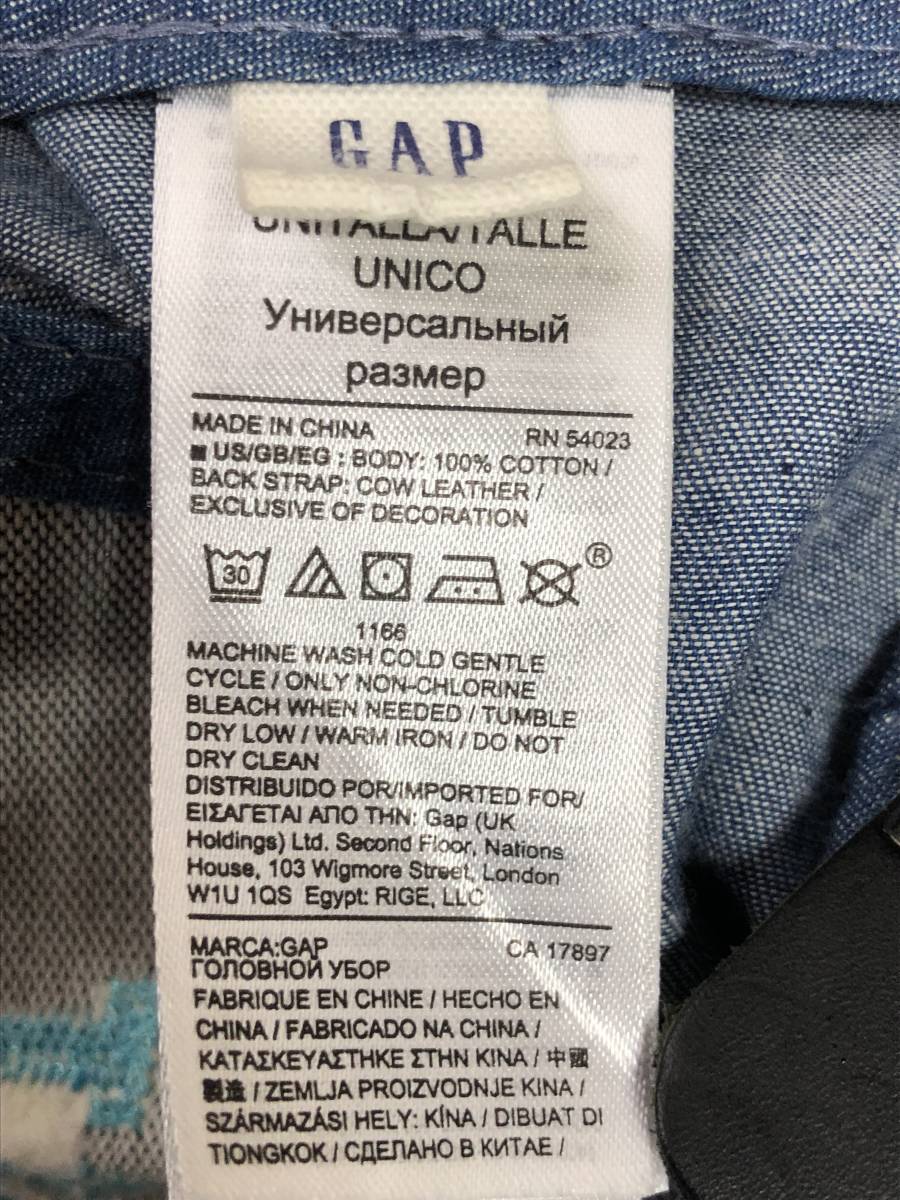 GAP
UNITALLA/TALLE
UNICO
Универсальный
размер
MADE IN CHINA
RN 54023
US/GB/EG : BODY: 100% COTTON /
BACK STRAP: COW LEATHER /
EXCLUSIVE OF DECORATION
30
®
1166
MACHINE WASH COLD GENTLE
CYCLE / ONLY NON-CHLORINE
BLEACH WHEN NEEDED / TUMBLE
DRY LOW / WARM IRON / DO NOT
DRY CLEAN
DISTRIBUIDO POR/IMPORTED FOR/
ΕΙΣΑΓΕΤΑΙ ΑΠΟ ΤΗΝ: Gap (UK
Holdings) Ltd. Second Floor, Nations
House, 103 Wigmore Street, London
W1U 1QS Egypt: RIGE, LLC
MARCA:GAP
CA 17897
ГОЛОВНОЙ УБОР
FABRIQUE EN CHINE / HECHO EN
CHINA / FABRICADO NA CHINA /
ΚΑΤΑΣΚΕΥΑΣΤΗΚΕ ΣΤΗΝ ΚΙΝΑ / 中國
製造 / ZEMLJA PROIZVODNJE KINA /
SZÁRMAZÁSI HELY: KÍNA / DIBUAT DI
TIONGKOK / СДЕЛАНО В КИТАЕ /